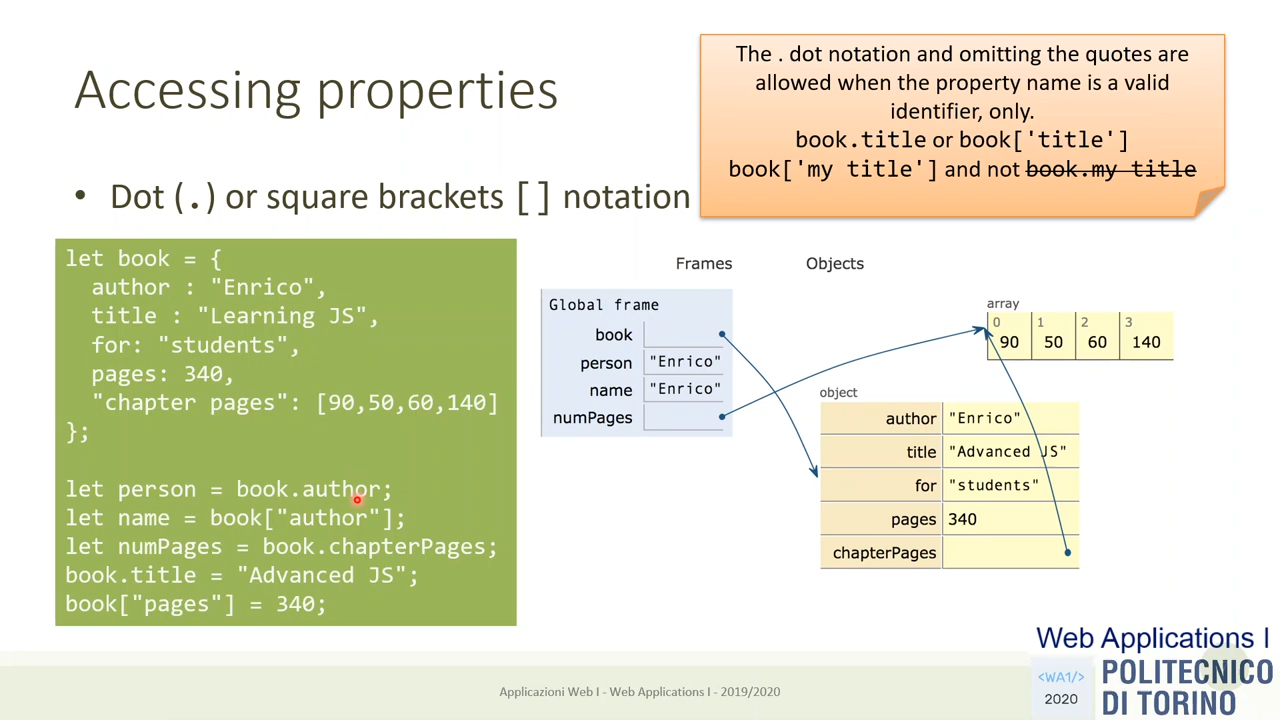 Accessing properties
The . dot notation and omitting the quotes are
allowed when the property name is a valid
identifier, only.
book.title or book['title']
book['my title'] and not book.my title
• Dot (.) or square brackets [] notation
let book = {
author : "Enrico",
title : "Learning JS",
for: "students",
pages: 340,
"chapter pages": [90,50,60,140]
};
let person = book.author;
let name = book["author"];
let numPages = book.chapterPages;
book.title = "Advanced JS";
book["pages"] = 340;
Frames
Objects
Global frame
book
person "Enrico"
name "Enrico"
numPages
array
0 1 2 3
90 50 60 140
object
author "Enrico"
title "Advanced JS"
for "students"
pages 340
chapterPages
Applicazioni Web I - Web Applications I - 2019/2020
Web Applications I
<WA1/>
2020
POLITECNICO
DI TORINO